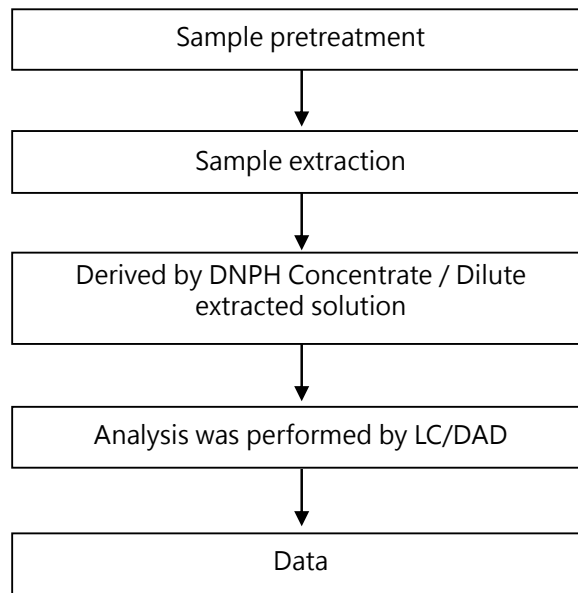 Sample pretreatment
Sample extraction
Derived by DNPH Concentrate / Dilute
extracted solution
Analysis was performed by LC/DAD
Data